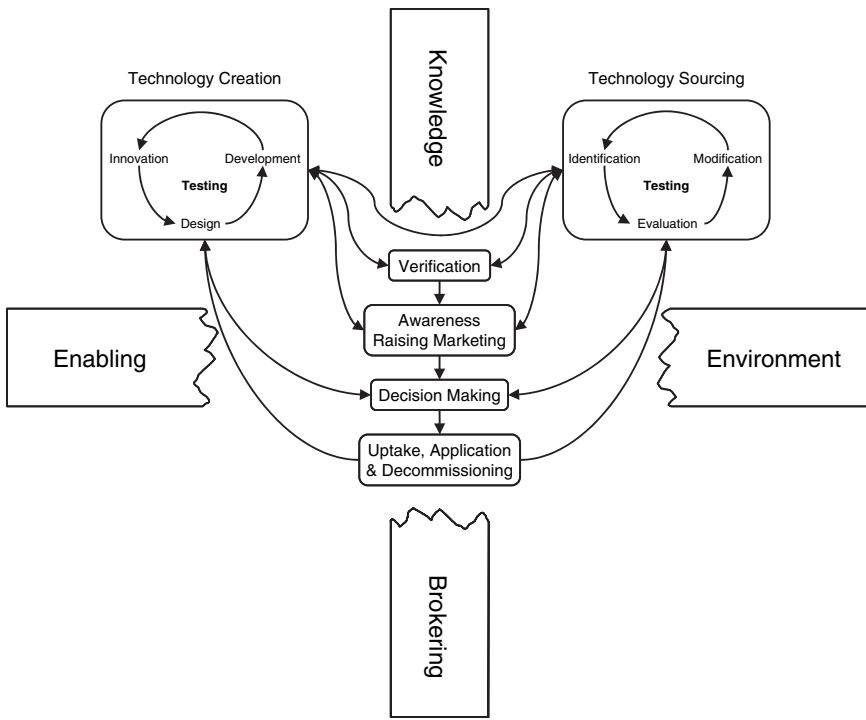 Knowledge
Technology Creation
Technology Sourcing
Innovation
Development
Testing
Design
Identification
Modification
Testing
Evaluation
Verification
Awareness
Raising Marketing
Enabling
Environment
Decision Making
Uptake, Application
& Decommissioning
Brokering